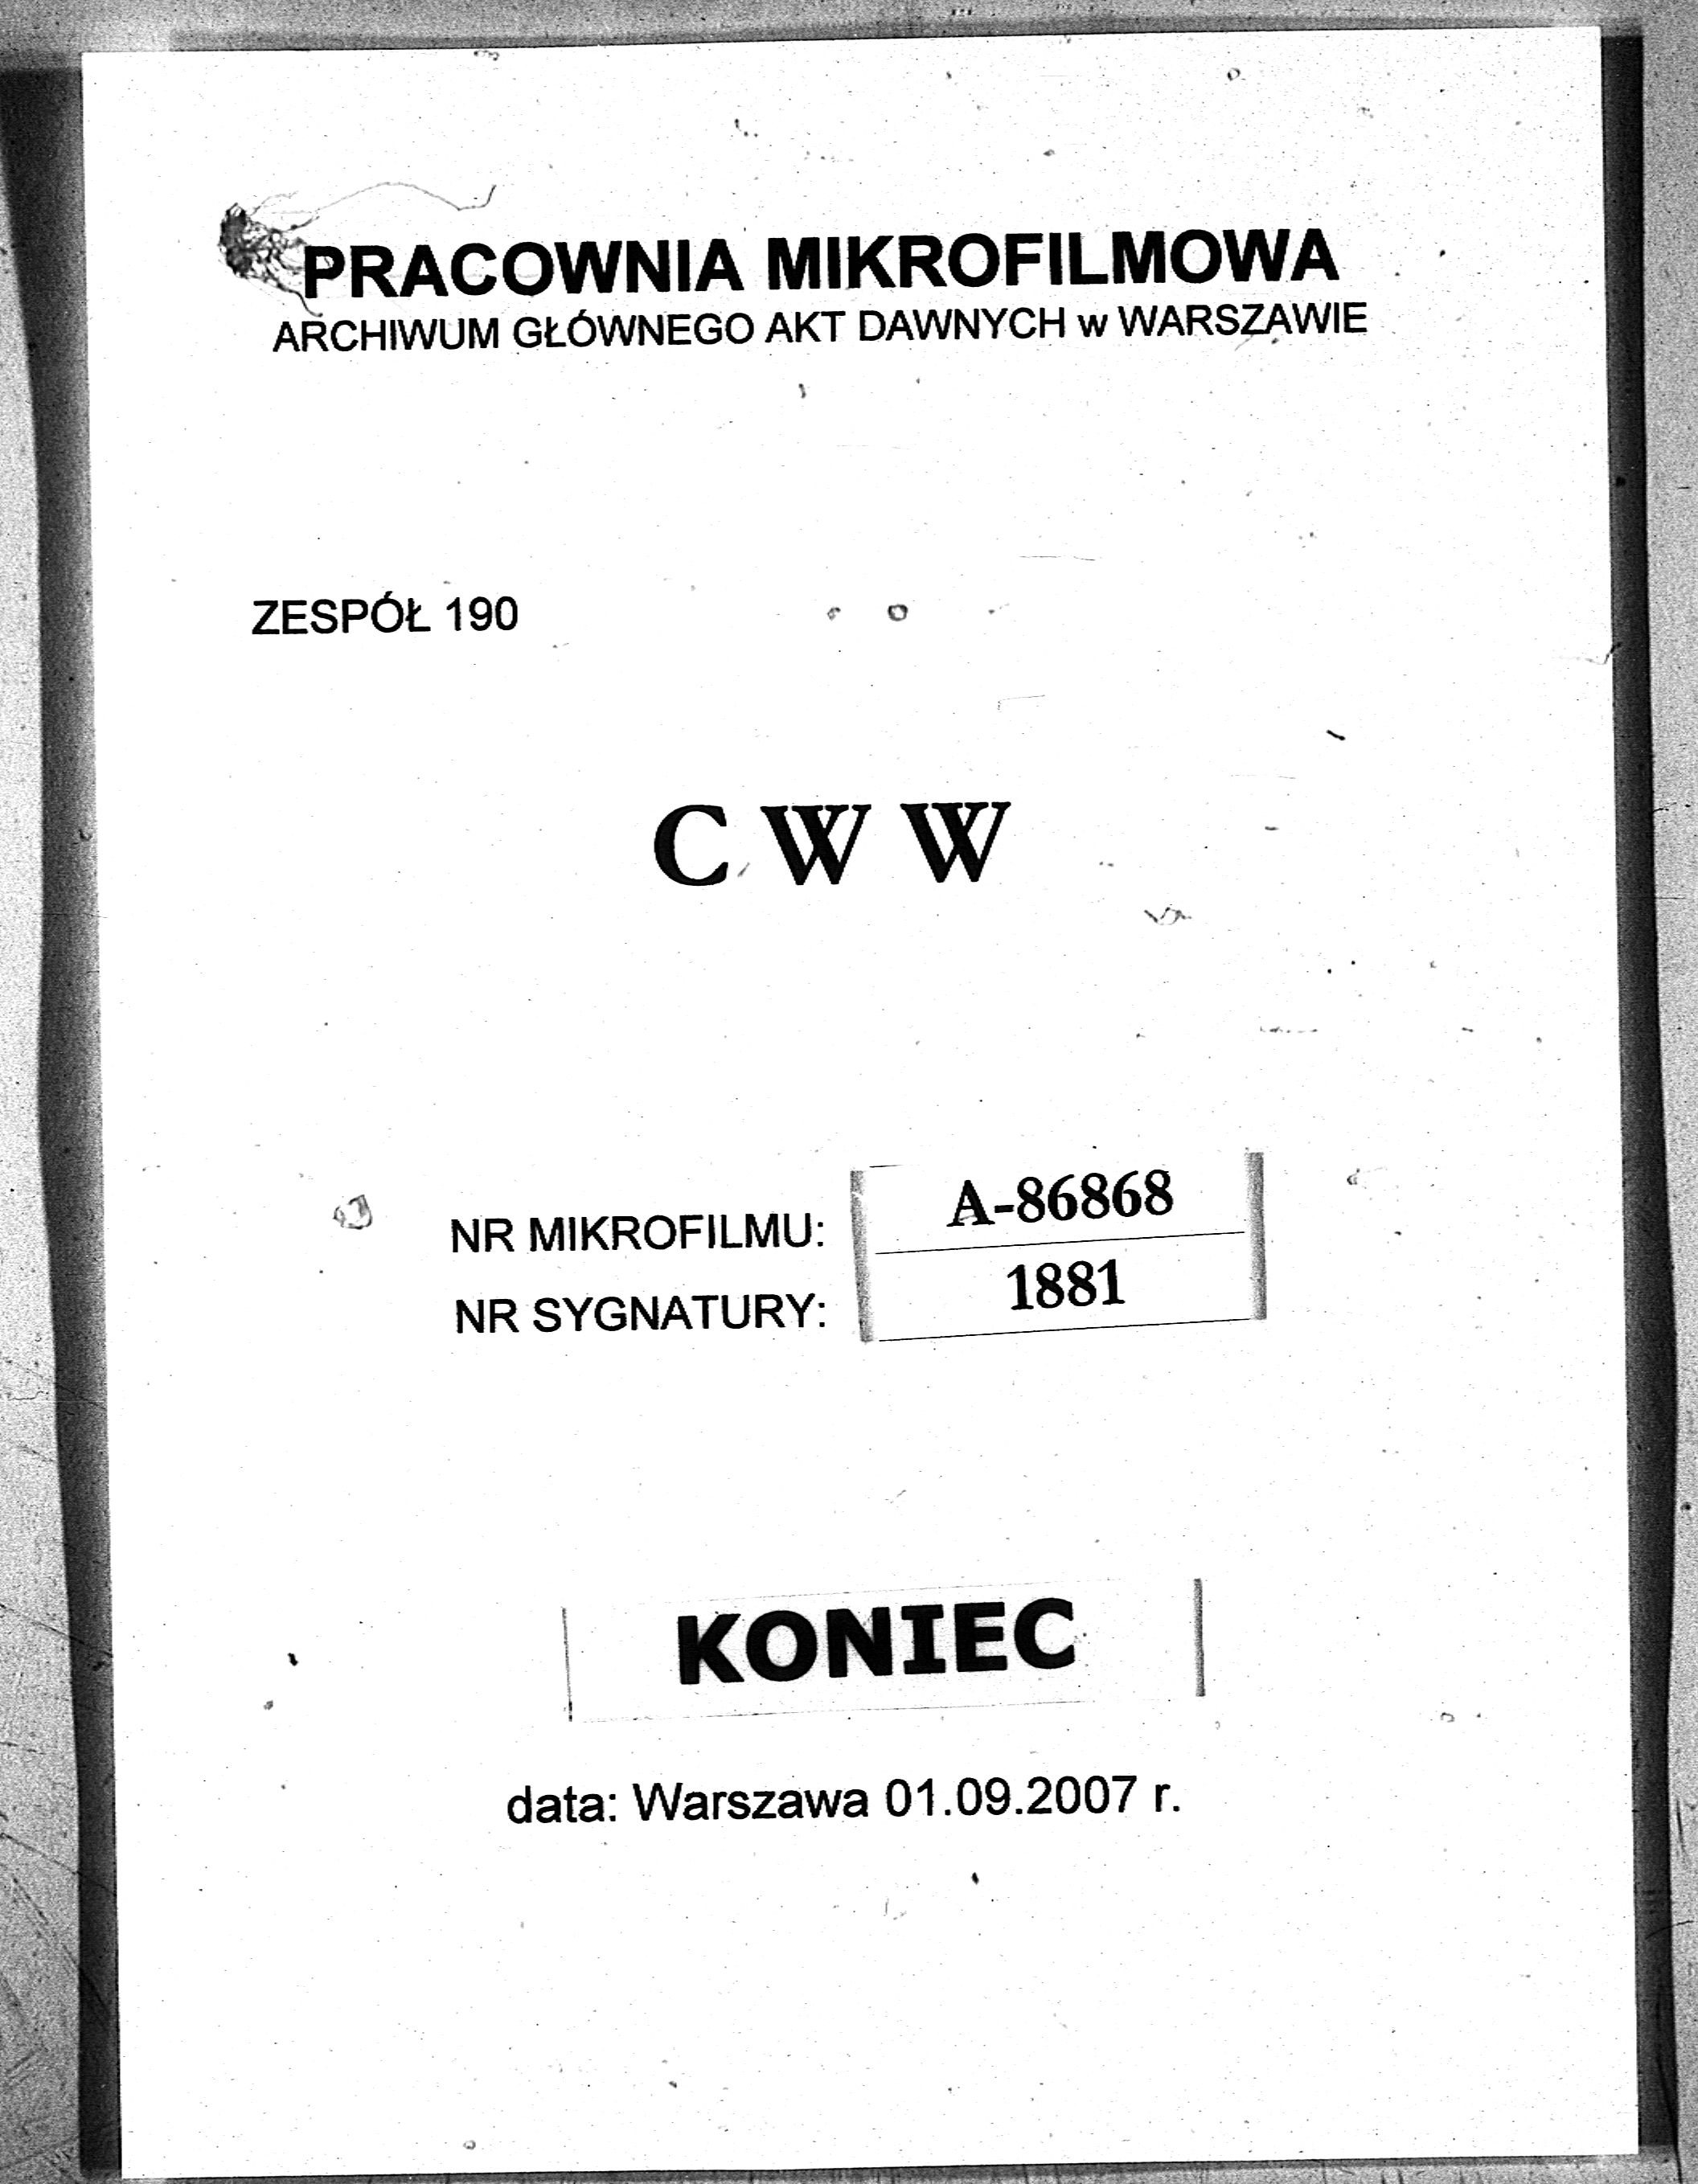 PRACOWNIA MIKROFILMOWA
ARCHIWUM GŁÓWNEGO AKT DAWNYCH w WARSZAWIE
ZESPÓŁ 190
C W W
NR MIKROFILMU: A-86868
NR SYGNATURY: 1881
KONIEC
data: Warszawa 01.09.2007 r.